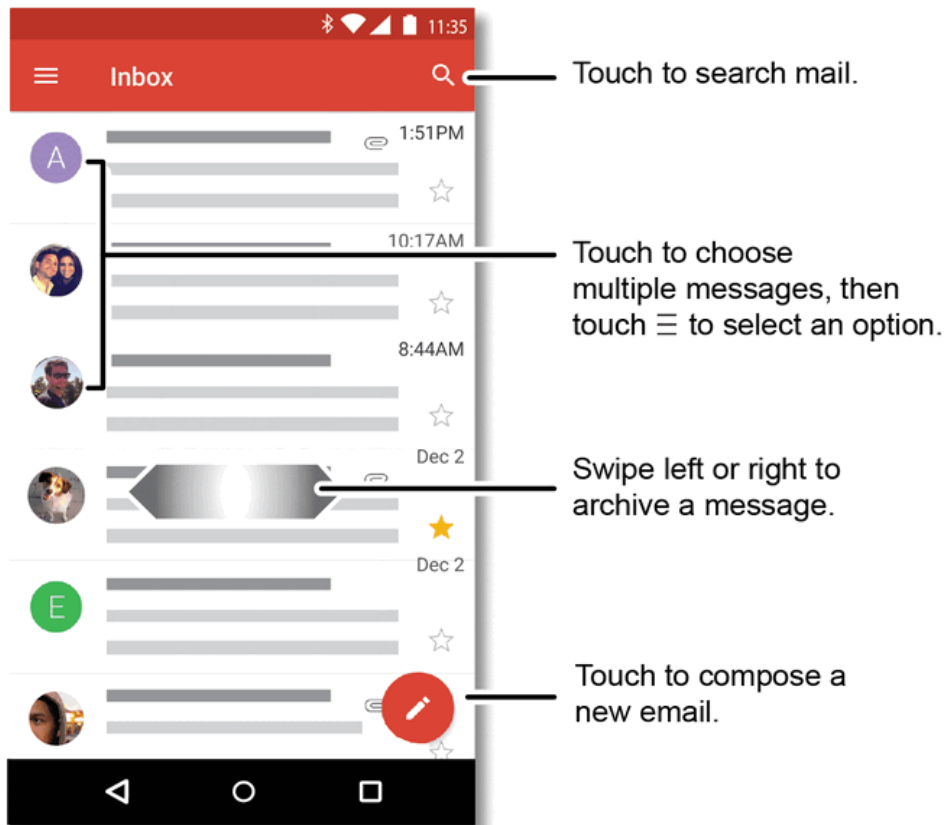 11:35
Inbox
Touch to search mail.
A
1:51PM
10:17AM
Touch to choose
multiple messages, then
touch ☰ to select an option.
8:44AM
Dec 2
Swipe left or right to
archive a message.
Dec 2
E
Touch to compose a
new email.